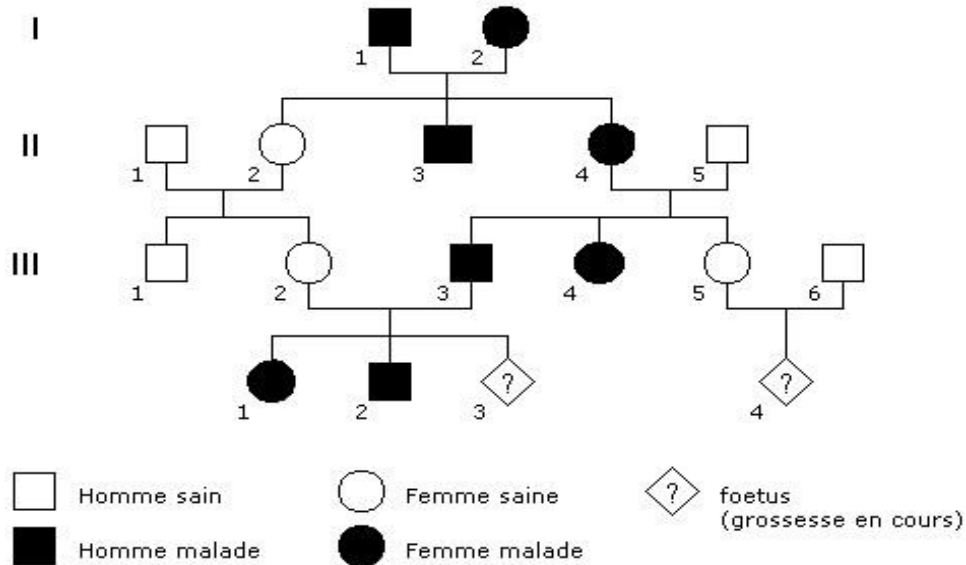 I
1 2
II
1 2 3 4 5
III
1 2 3 4 5 6
? ?
1 2 3 4
Homme sain Femme saine ? foetus
(grossesse en cours)
Homme malade Femme malade